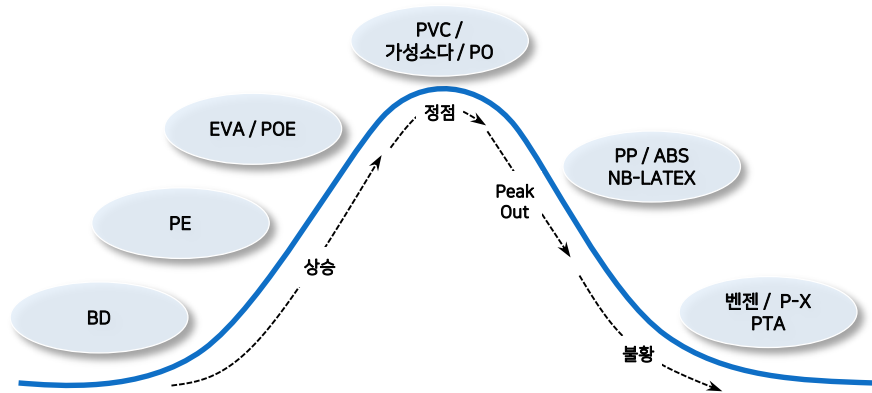 PVC /
가성소다 / PO
정점
EVA / POE
PP / ABS
NB-LATEX
Peak
Out
PE
상승
BD
벤젠 / P-X
PTA
불황